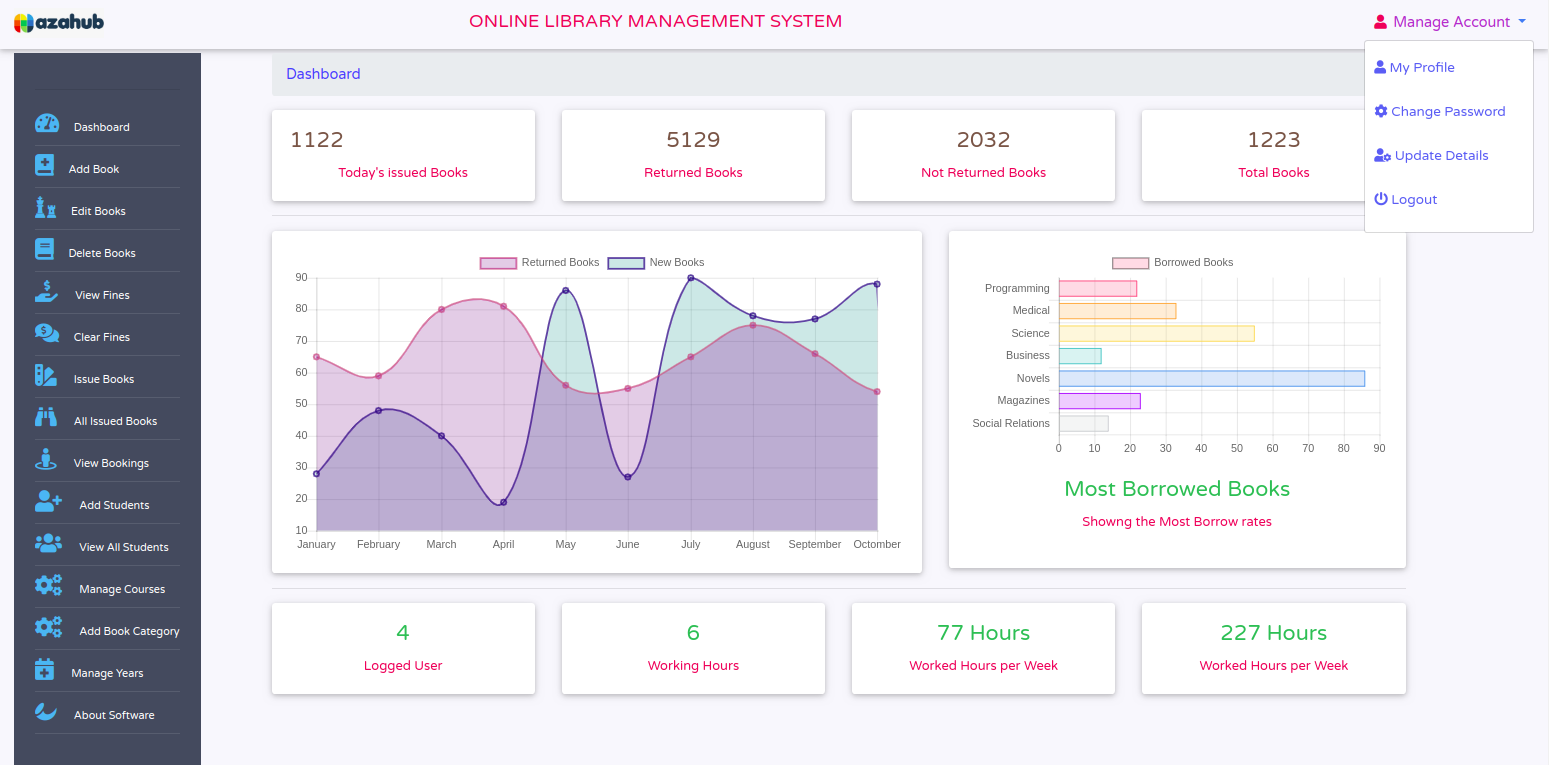 azahub
ONLINE LIBRARY MANAGEMENT SYSTEM
Manage Account
My Profile
Change Password
Update Details
Logout
Dashboard
Add Book
Edit Books
Delete Books
View Fines
Clear Fines
Issue Books
All Issued Books
View Bookings
Add Students
View All Students
Manage Courses
Add Book Category
Manage Years
About Software
Dashboard
1122
Today's issued Books
5129
Returned Books
2032
Not Returned Books
1223
Total Books
Returned Books New Books
90
80
70
60
50
40
30
20
10
January February March April May June July August September Octomber
Borrowed Books
Programming
Medical
Science
Business
Novels
Magazines
Social Relations
0 10 20 30 40 50 60 70 80 90
Most Borrowed Books
Showng the Most Borrow rates
4
Logged User
6
Working Hours
77 Hours
Worked Hours per Week
227 Hours
Worked Hours per Week